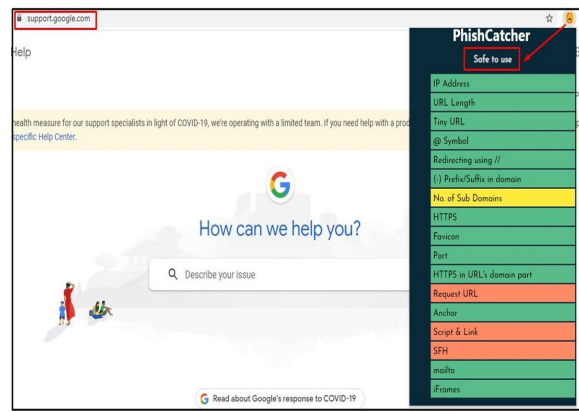 support.google.com
Help
health measure for our support specialists in light of COVID-19, we're operating with a limited team. If you need help with a prod
specific Help Center.
G
How can we help you?
Describe your issue
G Read about Google's response to COVID-19
PhishCatcher
Safe to use
IP Address
URL Length
Tiny URL
@ Symbol
Redirecting using //
(-) Prefix/Suffix in domain
No. of Sub Domains
HTTPS
Favicon
Port
HTTPS in URL's domain part
Request URL
Anchor
Script & Link
SFH
mailto
iFrames